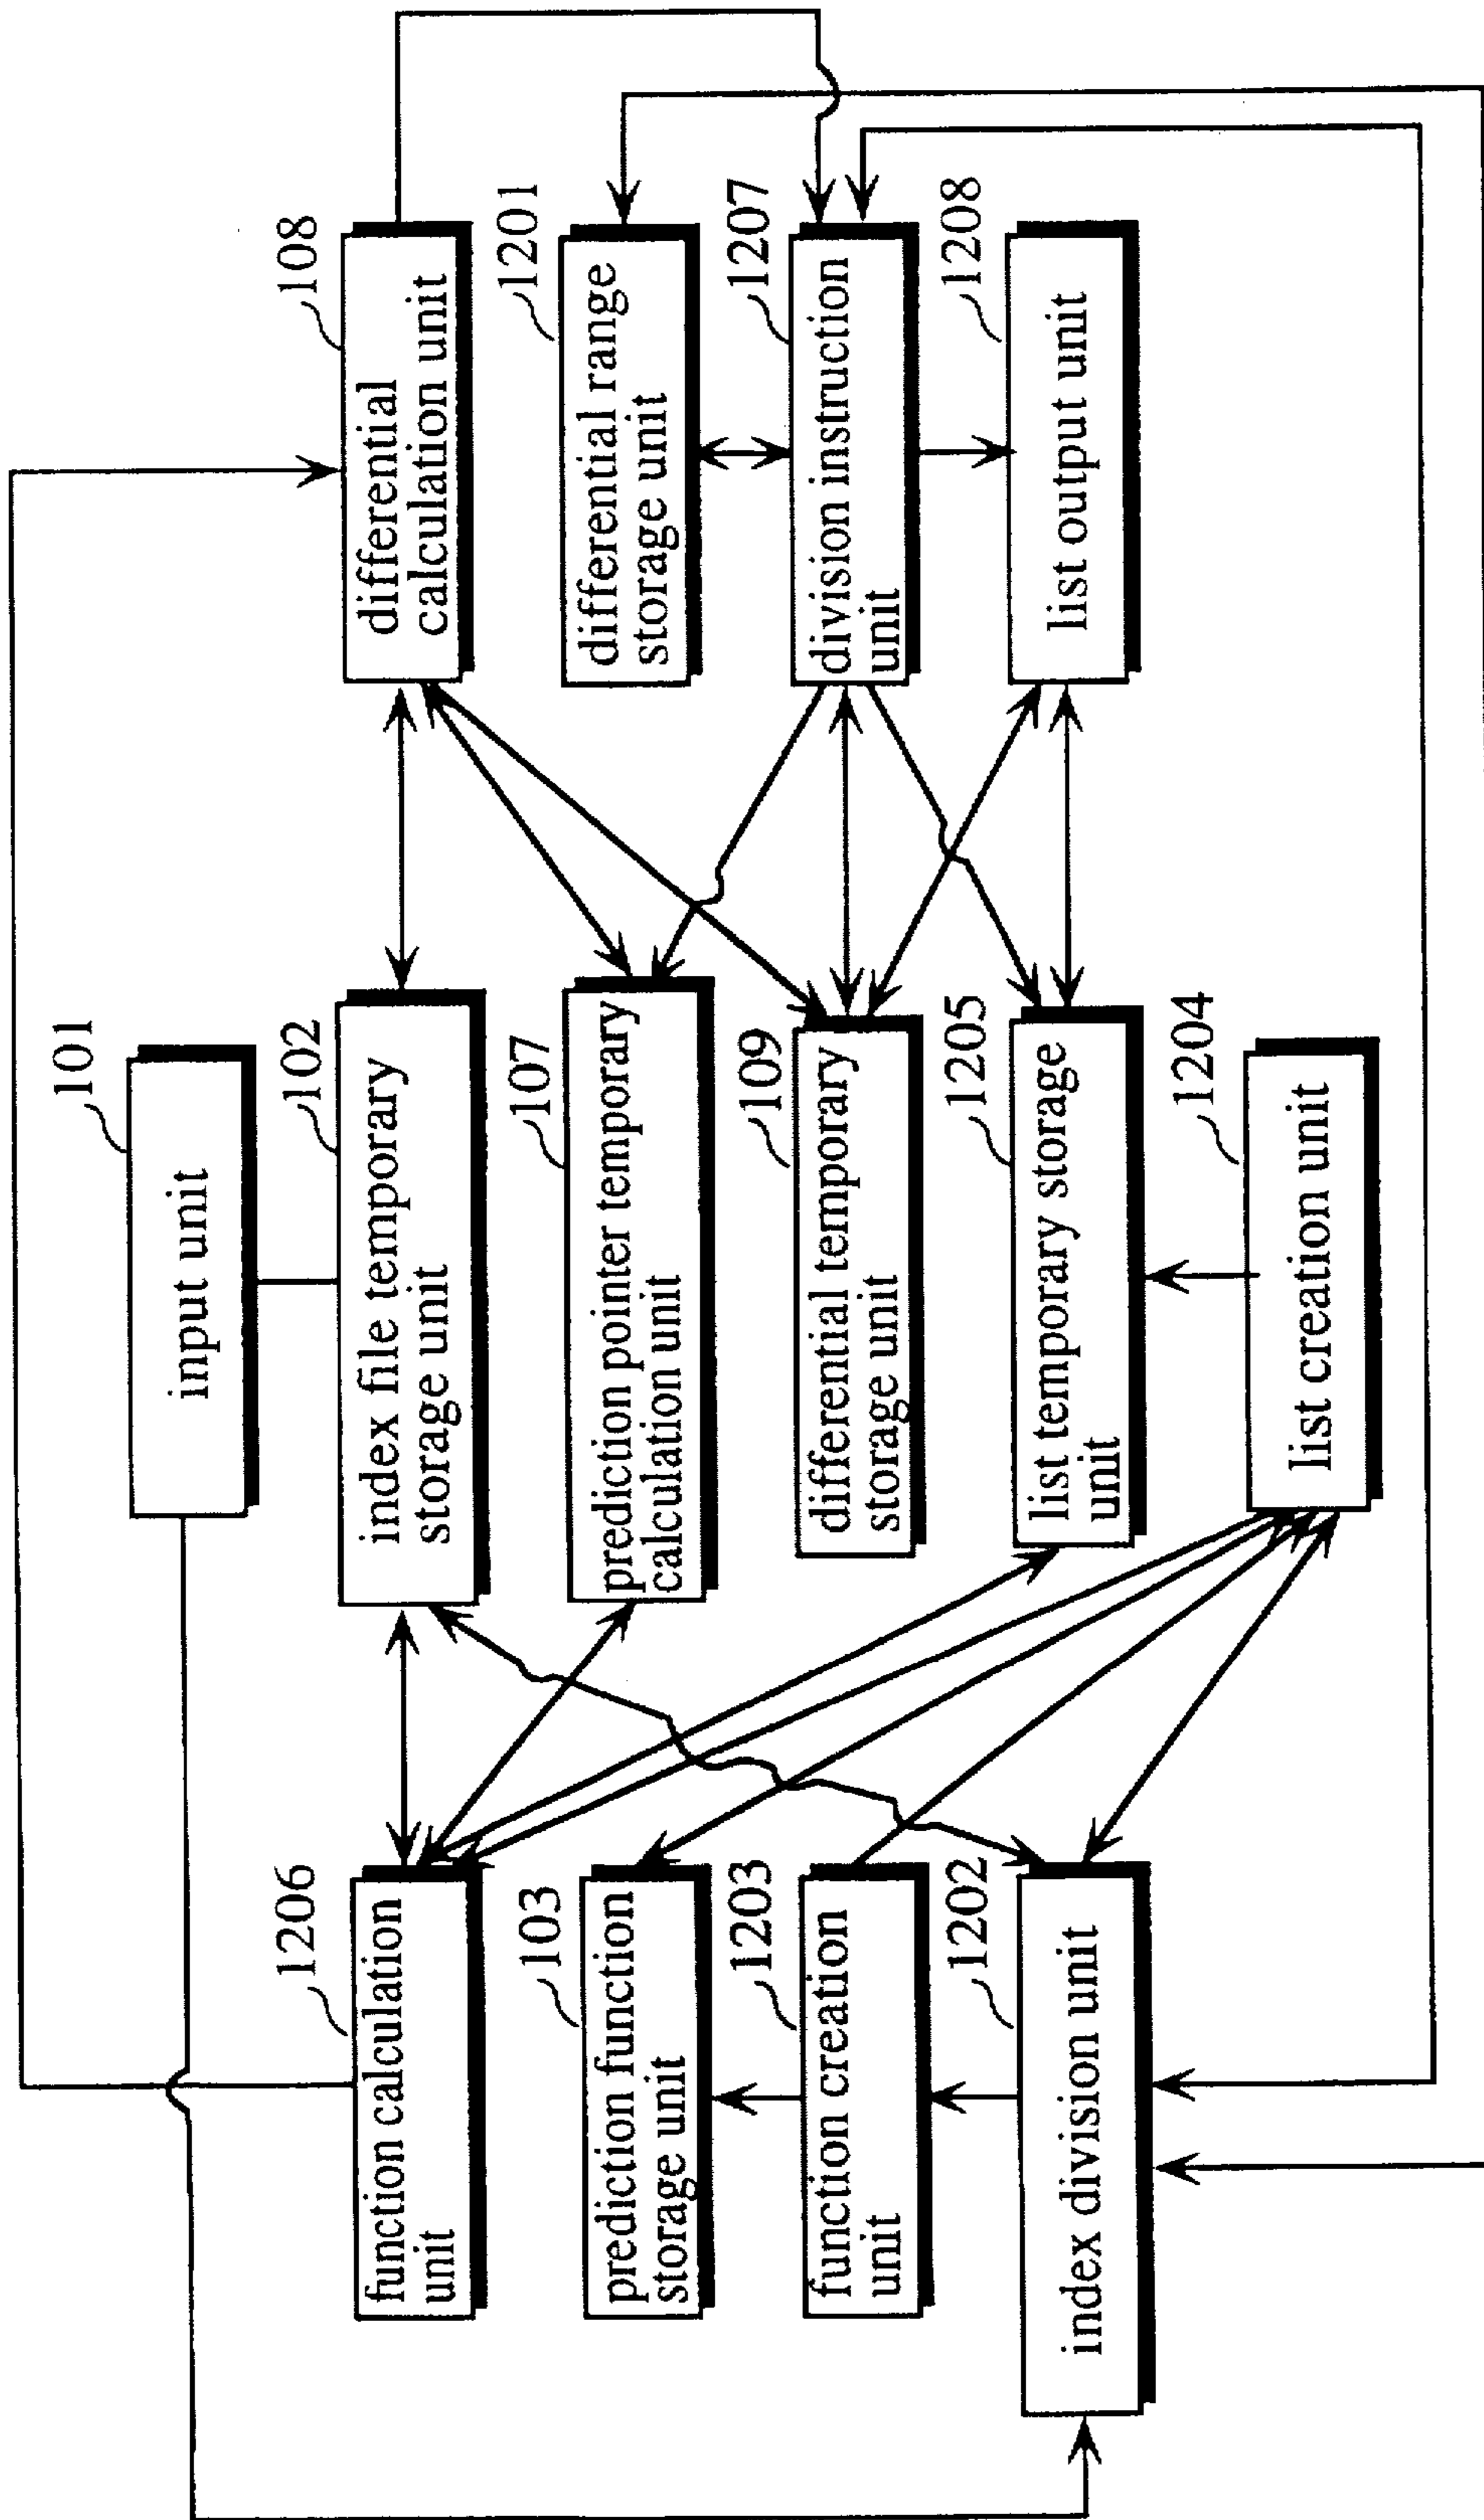 101
input unit
1206
function calculation
unit
102
index file temporary
storage unit
108
differential
calculation unit
103
prediction function
storage unit
107
prediction pointer temporary
calculation unit
1201
differential range
storage unit
1203
function creation
unit
109
differential temporary
storage unit
1207
division instruction
unit
1202
index division unit
1205
list temporary storage
unit
1208
list output unit
1204
list creation unit